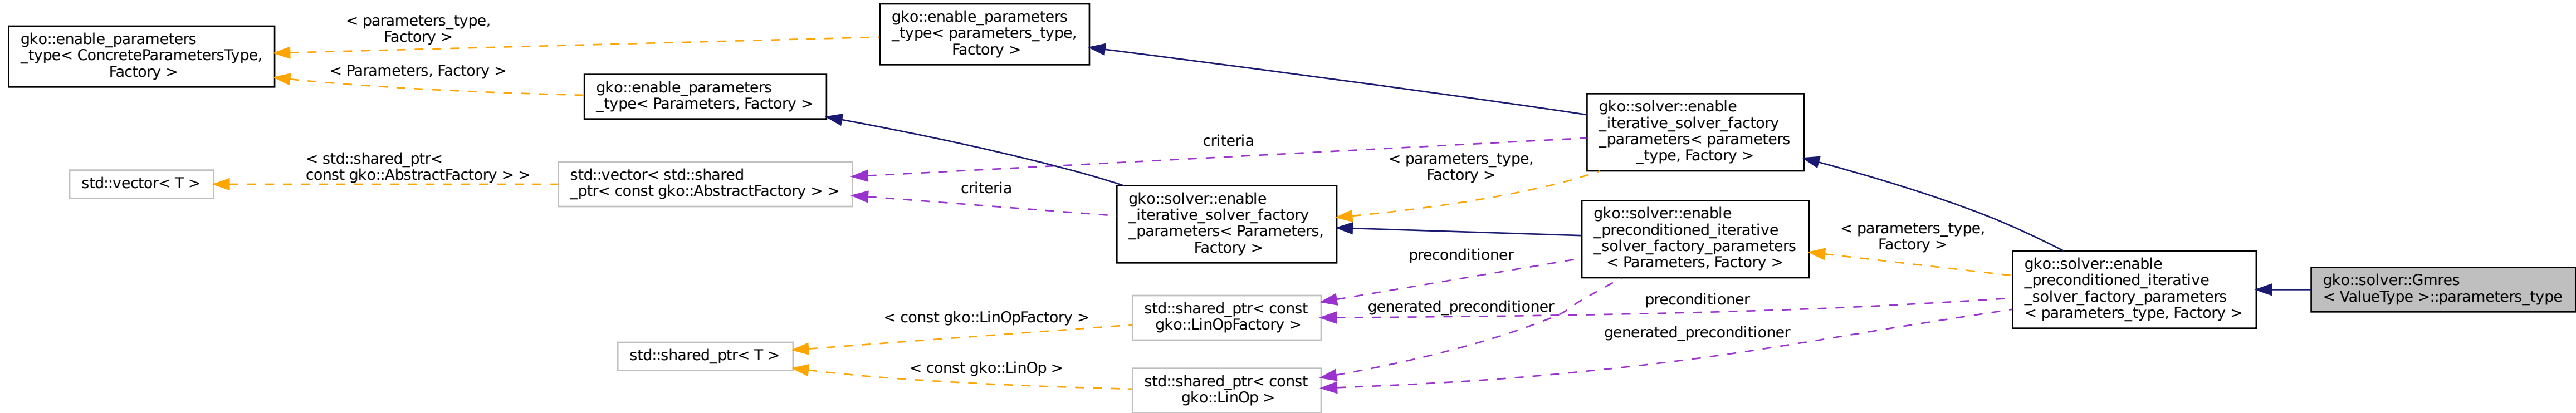 gko::enable_parameters
_type< ConcreteParametersType,
Factory >
< parameters_type,
Factory >
< Parameters, Factory >
gko::enable_parameters
_type< parameters_type,
Factory >
gko::enable_parameters
_type< Parameters, Factory >
std::vector< T >
< std::shared_ptr<
const gko::AbstractFactory > >
std::vector< std::shared
_ptr< const gko::AbstractFactory > >
criteria
criteria
gko::solver::enable
_iterative_solver_factory
_parameters< Parameters,
Factory >
< parameters_type,
Factory >
gko::solver::enable
_iterative_solver_factory
_parameters< parameters
_type, Factory >
gko::solver::enable
_preconditioned_iterative
_solver_factory_parameters
< Parameters, Factory >
< parameters_type,
Factory >
gko::solver::enable
_preconditioned_iterative
_solver_factory_parameters
< parameters_type, Factory >
gko::solver::Gmres
< ValueType >::parameters_type
preconditioner
generated_preconditioner
preconditioner
generated_preconditioner
std::shared_ptr< const
gko::LinOpFactory >
< const gko::LinOpFactory >
std::shared_ptr< T >
< const gko::LinOp >
std::shared_ptr< const
gko::LinOp >